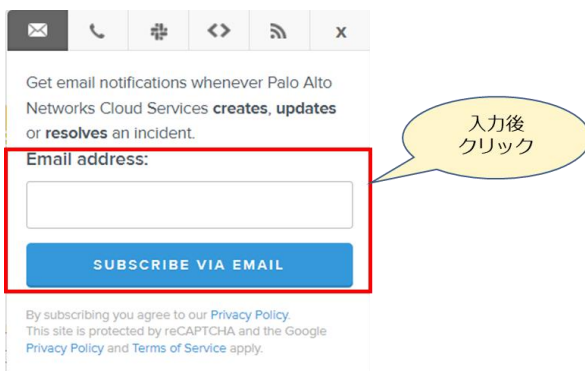 X
Get email notifications whenever Palo Alto
Networks Cloud Services creates, updates
or resolves an incident.
Email address:
SUBSCRIBE VIA EMAIL
By subscribing you agree to our Privacy Policy.
This site is protected by reCAPTCHA and the Google
Privacy Policy and Terms of Service apply.
入力後
クリック